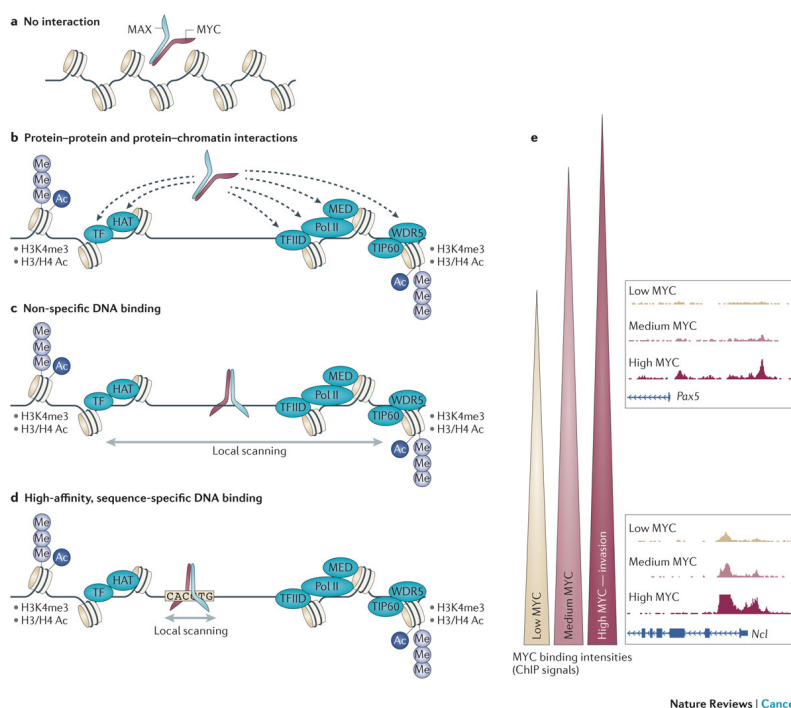 a No interaction
MAX
MYC
b Protein–protein and protein–chromatin interactions
Me
Me
Me
Ac
TF
HAT
MED
Pol II
TFIID
WDR5
TIP60
• H3K4me3
• H3/H4 Ac
• H3K4me3
• H3/H4 Ac
Ac
Me
Me
Me
c Non-specific DNA binding
Me
Me
Me
Ac
TF
HAT
MED
Pol II
TFIID
WDR5
TIP60
• H3K4me3
• H3/H4 Ac
• H3K4me3
• H3/H4 Ac
Local scanning
Ac
Me
Me
Me
d High-affinity, sequence-specific DNA binding
Me
Me
Me
Ac
TF
HAT
CACGTG
MED
Pol II
TFIID
WDR5
TIP60
• H3K4me3
• H3/H4 Ac
• H3K4me3
• H3/H4 Ac
Local scanning
Ac
Me
Me
Me
e
Low MYC
Medium MYC
High MYC — invasion
MYC binding intensities
(ChIP signals)
Low MYC
Medium MYC
High MYC
Pax5
Low MYC
Medium MYC
High MYC
Ncl
Nature Reviews | Cance